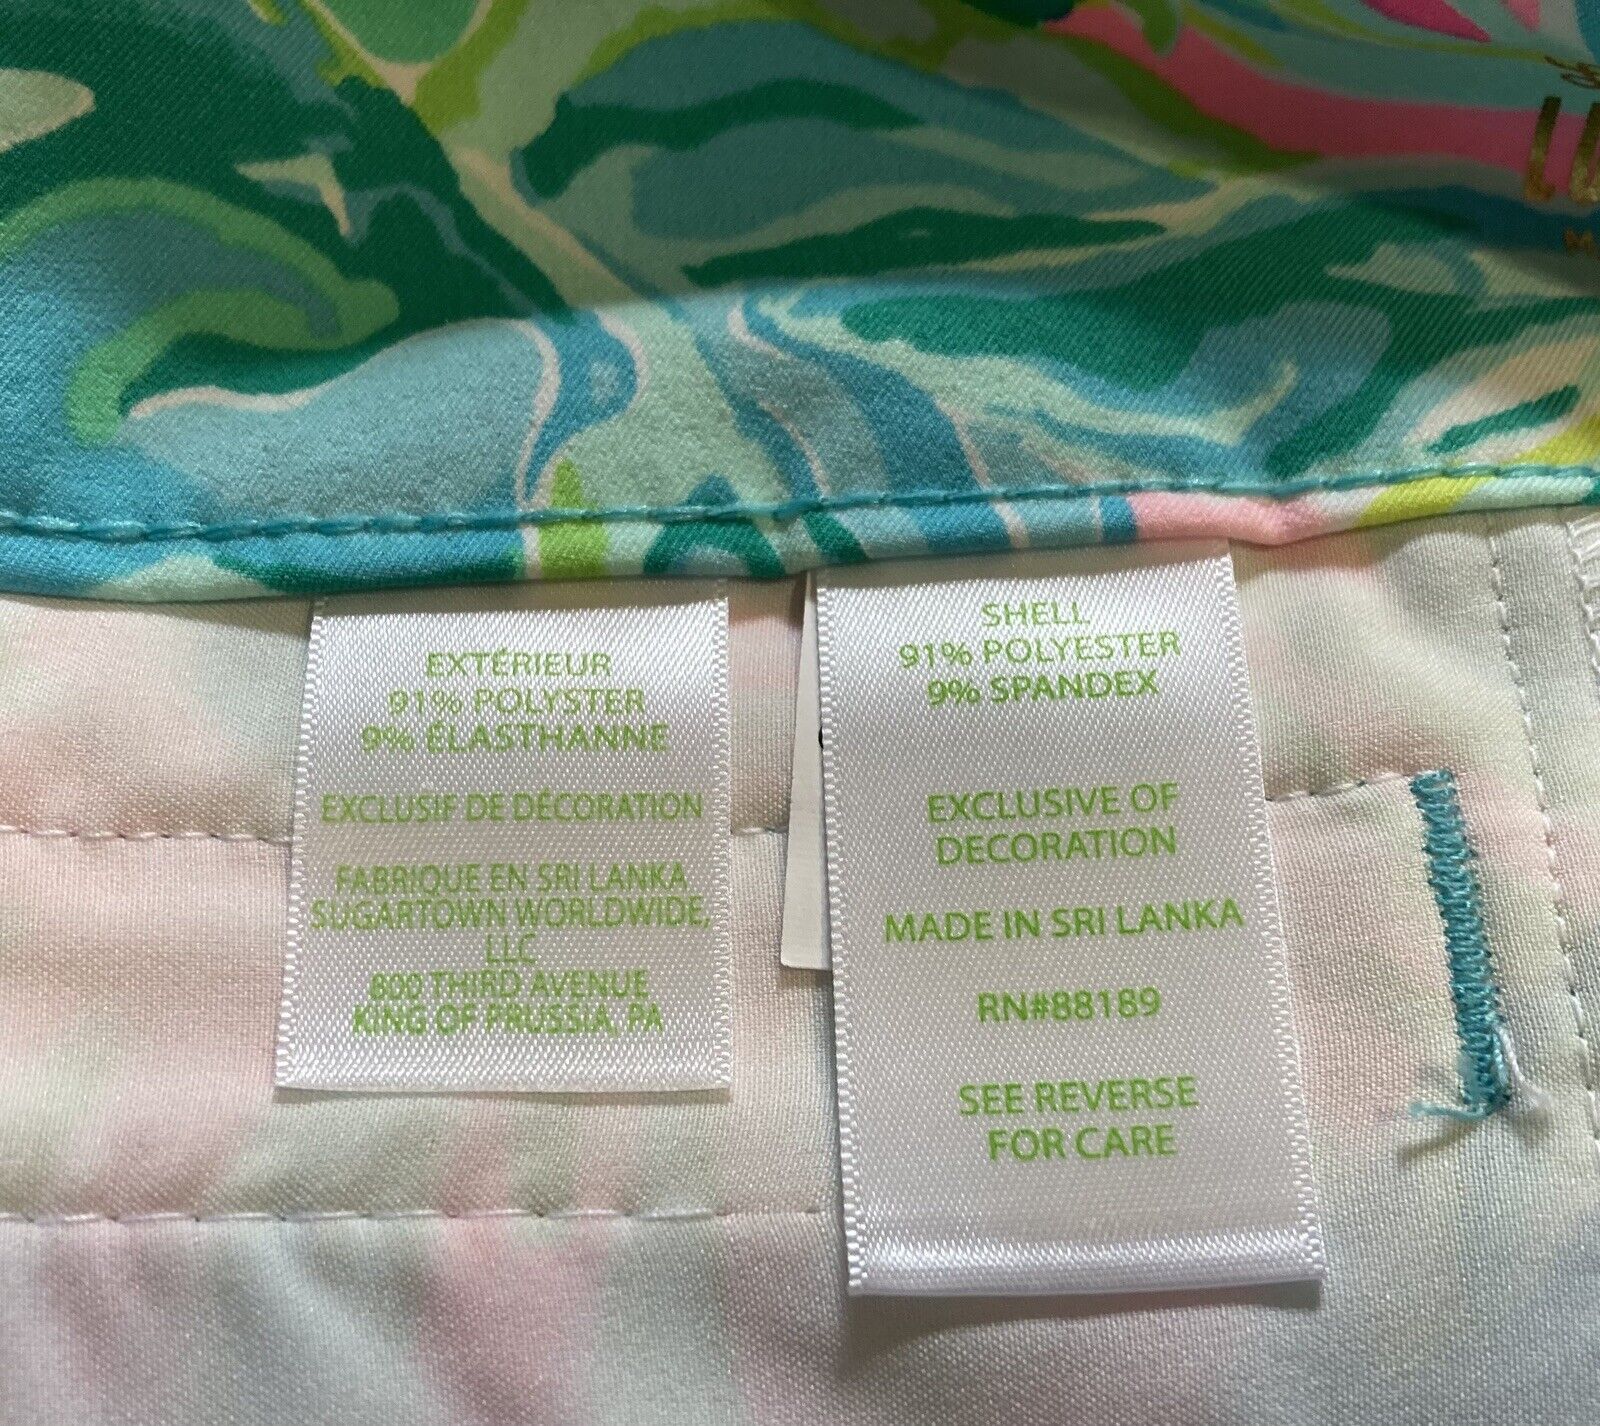 EXTÉRIEUR
91% POLYSTER
9% ÉLASTHANNE
EXCLUSIF DE DÉCORATION
FABRIQUE EN SRI LANKA
SUGARTOWN WORLDWIDE,
LLC
800 THIRD AVENUE
KING OF PRUSSIA, PA
SHELL
91% POLYESTER
9% SPANDEX
EXCLUSIVE OF
DECORATION
MADE IN SRI LANKA
RN#88189
SEE REVERSE
FOR CARE